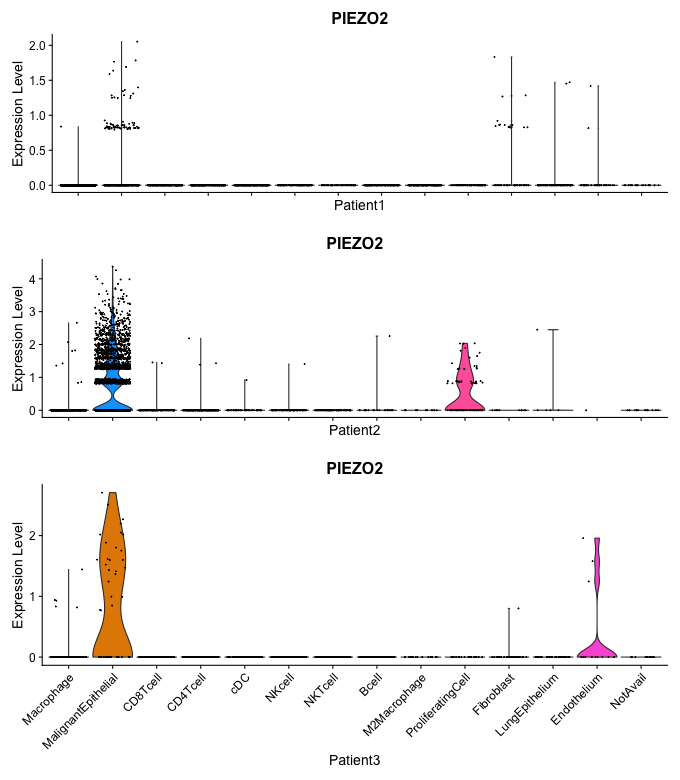 PIEZO2
Expression Level
2.0
1.5
1.0
0.5
0.0
Patient1
PIEZO2
Expression Level
4
3
2
1
0
Patient2
PIEZO2
Expression Level
2
1
0
Macrophage
MalignantEpithelial
CD8Tcell
CD4Tcell
cDC
NKcell
NKTcell
Bcell
M2Macrophage
ProliferatingCell
Fibroblast
LungEpithelium
Endothelium
NotAvail
Patient3